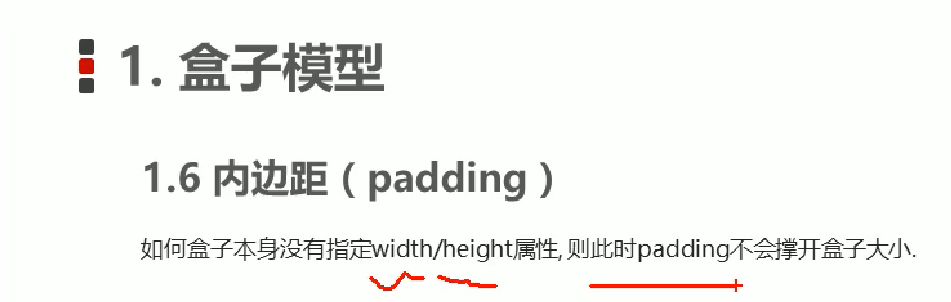 1. 盒子模型
1.6 内边距（padding）
如何盒子本身没有指定width/height属性, 则此时padding不会撑开盒子大小.